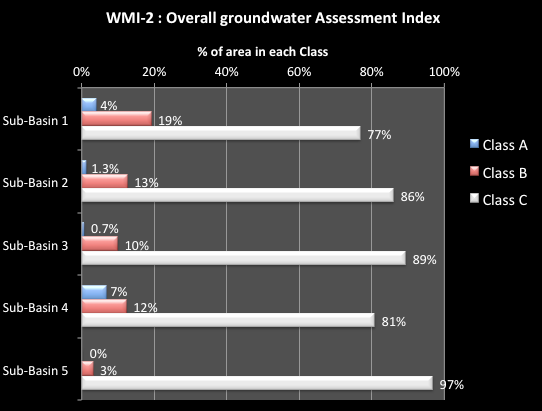 WMI-2 : Overall groundwater Assessment Index
% of area in each Class
0% 20% 40% 60% 80% 100%
Sub-Basin 1
4%
19%
77%
Sub-Basin 2
1.3%
13%
86%
Sub-Basin 3
0.7%
10%
89%
Sub-Basin 4
7%
12%
81%
Sub-Basin 5
0%
3%
97%
Class A
Class B
Class C